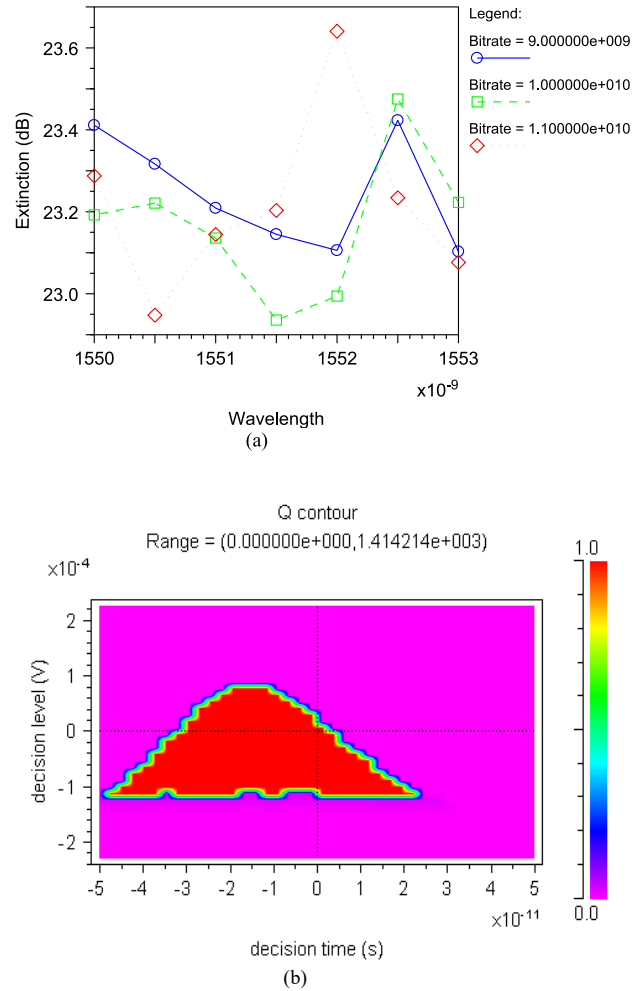 Legend:
Bitrate = 9.000000e+009
Bitrate = 1.000000e+010
Bitrate = 1.100000e+010
Extinction (dB)
23.6
23.4
23.2
23.0
1550 1551 1552 1553
x10-9
Wavelength
(a)
Q contour
Range = (0.000000e+000,1.414214e+003)
x10-4
decision level (V)
2
1
0
-1
-2
-5 -4 -3 -2 -1 0 1 2 3 4 5
x10-11
decision time (s)
1.0
0.0
(b)